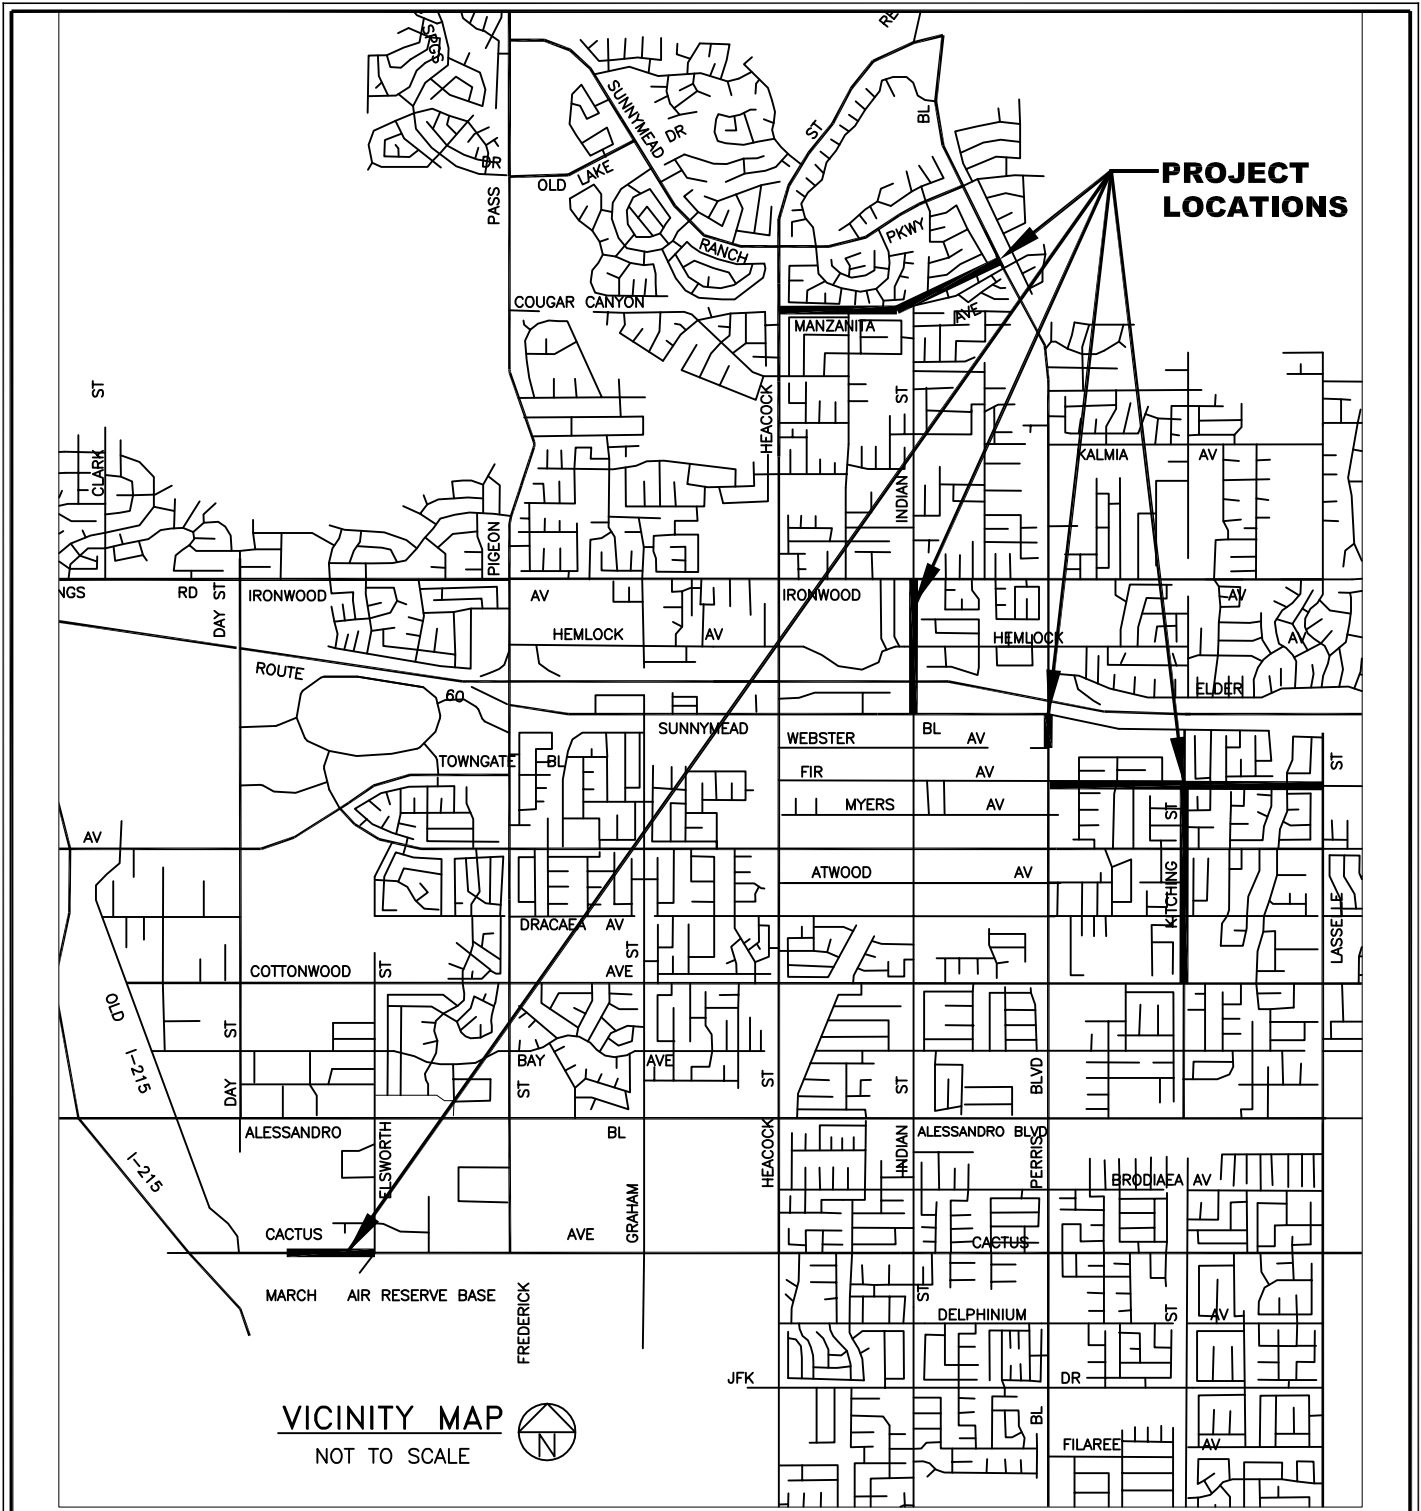 SPGS
RE
SUNNYMEAD
DR
ST
BL
DR
OLD
LAKE
PASS
PROJECT
LOCATIONS
RANCH
PKWY
COUGAR CANYON
MANZANITA
AVE
ST
HEACOCK
ST
CLARK
KALMIA
AV
INDIAN
PIGEON
NGS
RD
DAY ST
IRONWOOD
AV
IRONWOOD
AV
HEMLOCK
AV
HEMLOCK
AV
ROUTE
60
ELDER
SUNNYMEAD
BL
WEBSTER
AV
TOWNGATE
BL
FIR
AV
ST
MYERS
AV
ST
AV
ATWOOD
AV
KITCHING
LASSELLE
DRACAEA
AV
ST
COTTONWOOD
ST
AVE
OLD
I-215
ST
DAY
BAY
AVE
ST
ST
ST
BLVD
ALESSANDRO
BL
ALESSANDRO BLVD
ELSWORTH
HEACOCK
INDIAN
PERRIS
I-215
BRODIAEA AV
GRAHAM
CACTUS
AVE
CACTUS
MARCH
AIR RESERVE BASE
FREDERICK
ST
DELPHINIUM
ST
AV
JFK
DR
VICINITY MAP
N
NOT TO SCALE
BL
FILAREE
AV